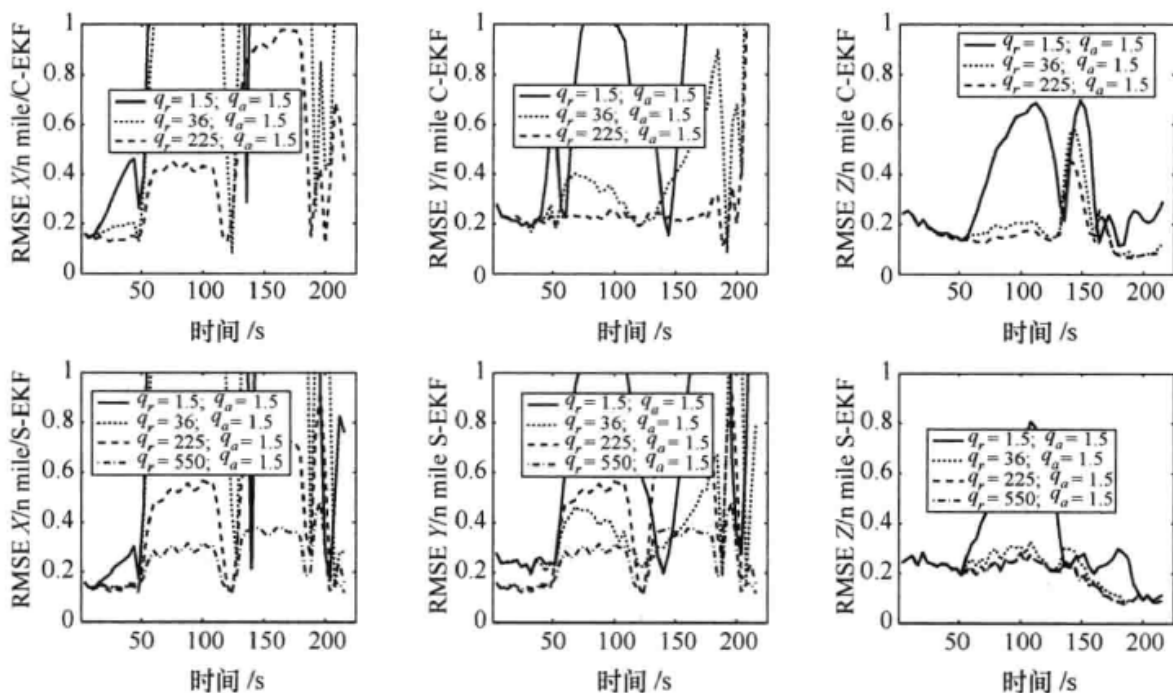 RMSE X/n mile/C-EKF
1
0.8
0.6
0.4
0.2
0
q_r = 1.5; q_a = 1.5
q_r = 36; q_a = 1.5
q_r = 225; q_a = 1.5
50 100 150 200
时间 /s
RMSE Y/n mile C-EKF
1
0.8
0.6
0.4
0.2
0
q_r = 1.5; q_a = 1.5
q_r = 36; q_a = 1.5
q_r = 225; q_a = 1.5
50 100 150 200
时间 /s
RMSE Z/n mile C-EKF
1
0.8
0.6
0.4
0.2
0
q_r = 1.5; q_a = 1.5
q_r = 36; q_a = 1.5
q_r = 225; q_a = 1.5
50 100 150 200
时间 /s
RMSE X/n mile/S-EKF
1
0.8
0.6
0.4
0.2
0
q_r = 1.5; q_a = 1.5
q_r = 36; q_a = 1.5
q_r = 225; q_a = 1.5
q_r = 550; q_a = 1.5
50 100 150 200
时间 /s
RMSE Y/n mile S-EKF
1
0.8
0.6
0.4
0.2
0
q_r = 1.5; q_a = 1.5
q_r = 36; q_a = 1.5
q_r = 225; q_a = 1.5
q_r = 550; q_a = 1.5
50 100 150 200
时间 /s
RMSE Z/n mile S-EKF
1
0.8
0.6
0.4
0.2
0
q_r = 1.5; q_a = 1.5
q_r = 36; q_a = 1.5
q_r = 225; q_a = 1.5
q_r = 550; q_a = 1.5
50 100 150 200
时间 /s